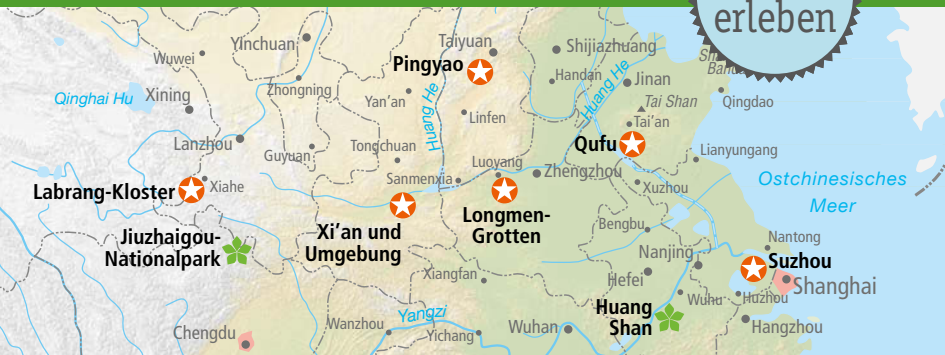 erleben
Yinchuan
Taiyuan
Shijiazhuang
Wuwei
Pingyao
Handan
Huang He
Jinan
Zhongning
Qinghai Hu
Xining
Yan'an
Huang He
Tai Shan
Qingdao
Linfen
Tai'an
Lanzhou
Guyuan
Tongchuan
Qufu
Lianyungang
Luoyang
Zhengzhou
Sanmenxia
Labrang-Kloster
Xiahe
Xuzhou
Ostchinesisches
Meer
Xi'an und
Umgebung
Longmen-
Grotten
Bengbu
Jiuzhaigou-
Nationalpark
Nantong
Nanjing
Suzhou
Xiangfan
Hefei
Shanghai
Wuhu
Huzhou
Huang
Shan
Yangzi
Chengdu
Wanzhou
Yichang
Wuhan
Hangzhou